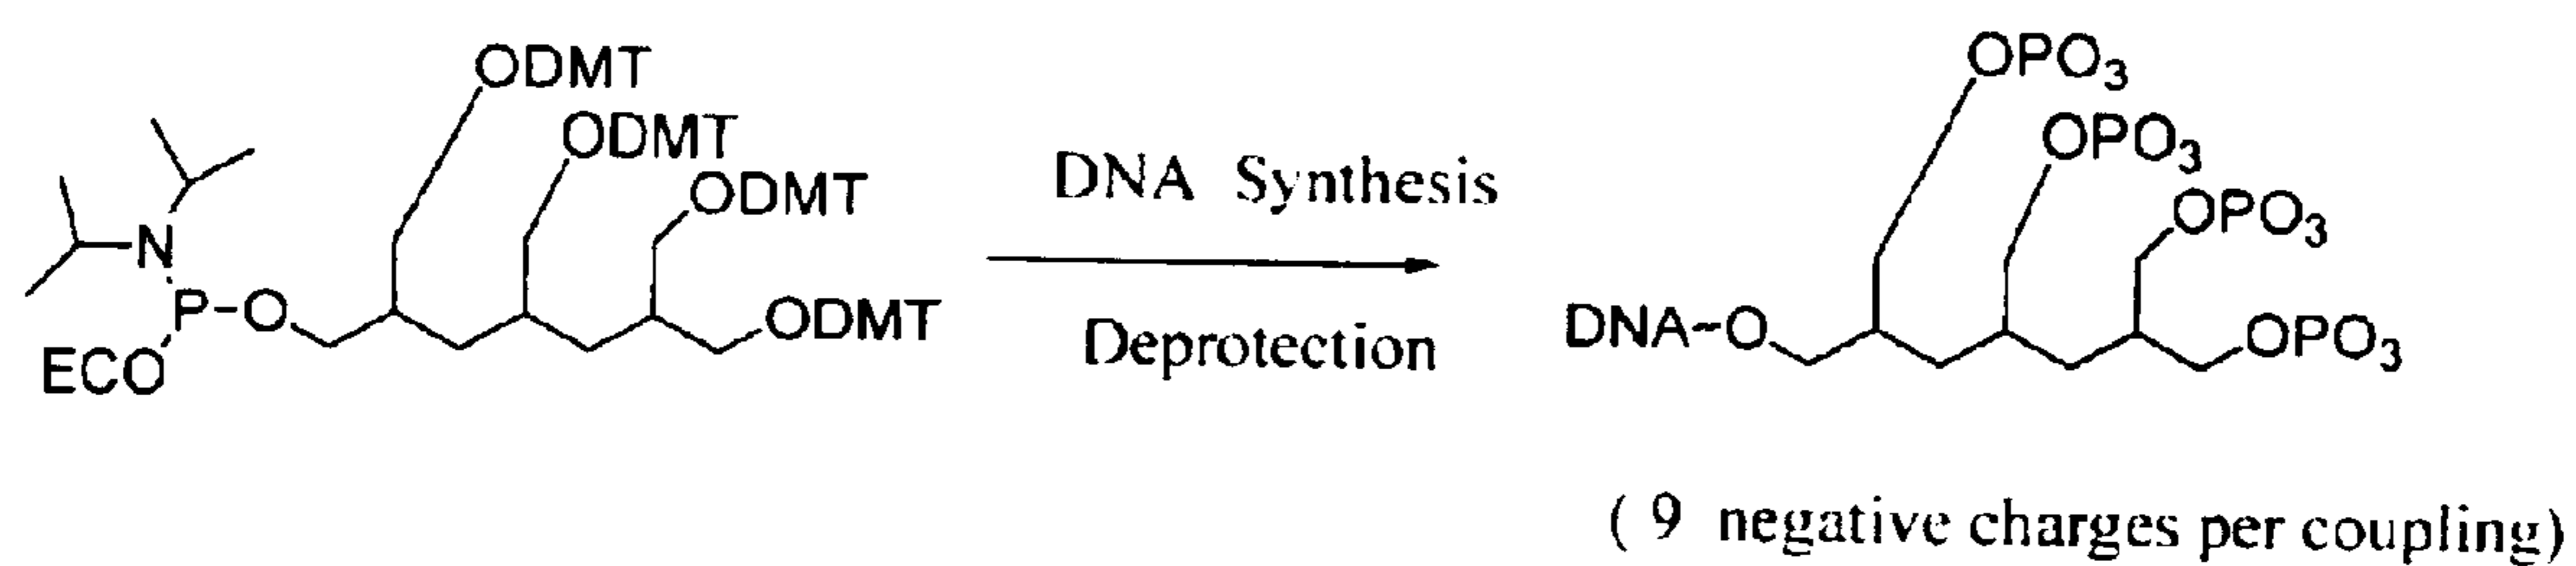 ODMT
ODMT
ODMT
N
P-O
ODMT
ECO
DNA Synthesis
Deprotection
OPO₃
OPO₃
OPO₃
DNA~O
OPO₃
( 9 negative charges per coupling)